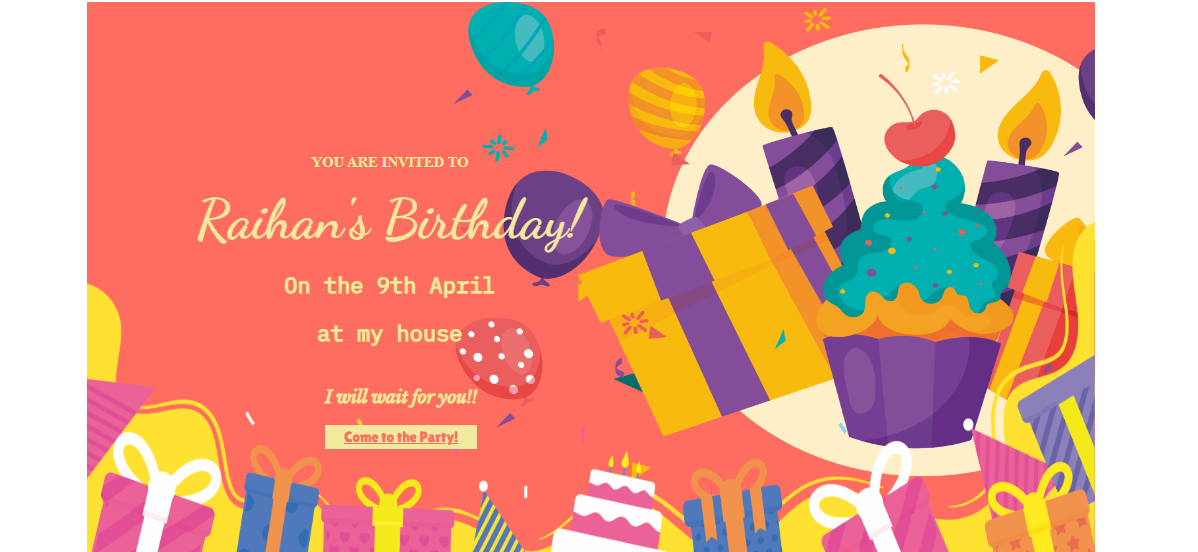 YOU ARE INVITED TO
Raihan's Birthday!
On the 9th April
at my house
I will wait for you!!
Come to the Party!